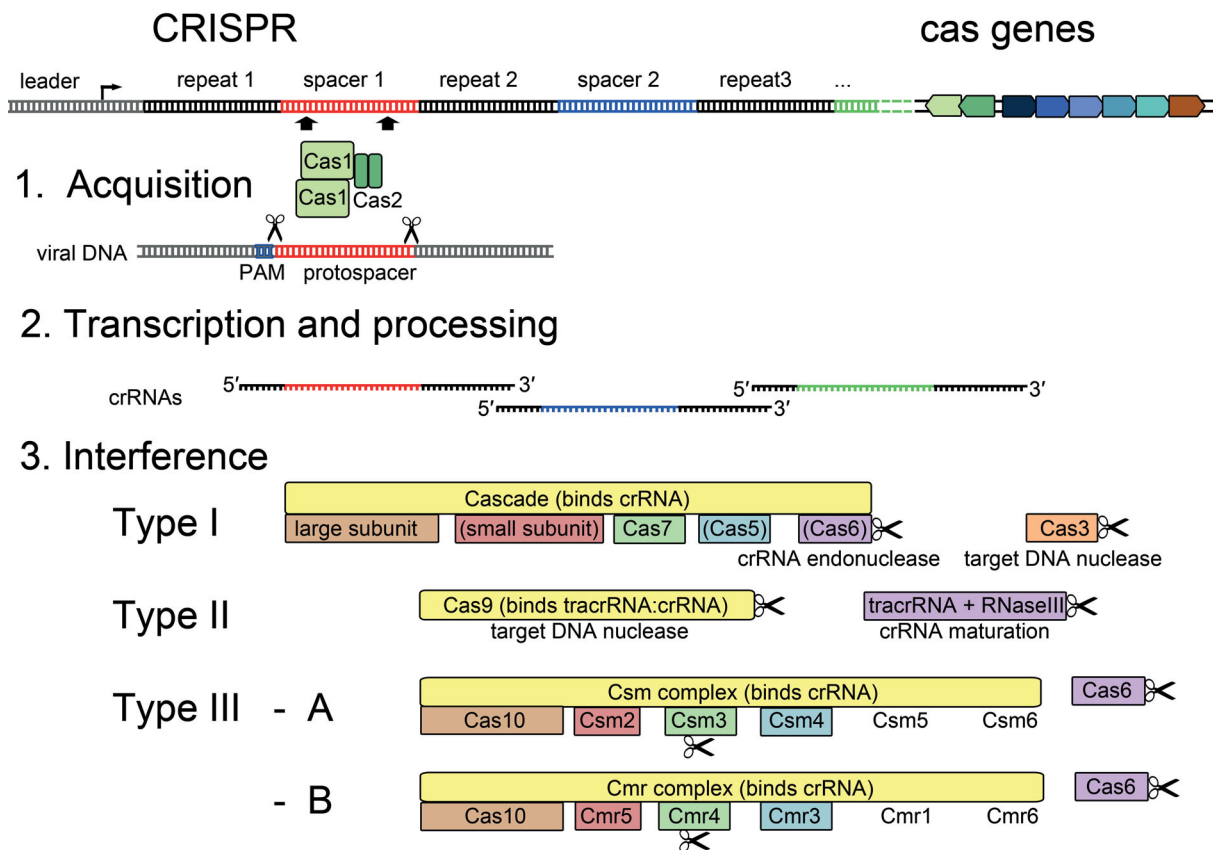 CRISPR
cas genes
leader
repeat 1
spacer 1
repeat 2
spacer 2
repeat3
...
1. Acquisition
Cas1
Cas1
Cas2
viral DNA
PAM
protospacer
2. Transcription and processing
crRNAs
5′
3′
5′
3′
5′
3′
3. Interference
Type I
Cascade (binds crRNA)
large subunit
(small subunit)
Cas7
(Cas5)
(Cas6)
crRNA endonuclease
Cas3
target DNA nuclease
Type II
Cas9 (binds tracrRNA:crRNA)
target DNA nuclease
tracrRNA + RNaseIII
crRNA maturation
Type III - A
Csm complex (binds crRNA)
Cas10
Csm2
Csm3
Csm4
Csm5
Csm6
Cas6
- B
Cmr complex (binds crRNA)
Cas10
Cmr5
Cmr4
Cmr3
Cmr1
Cmr6
Cas6